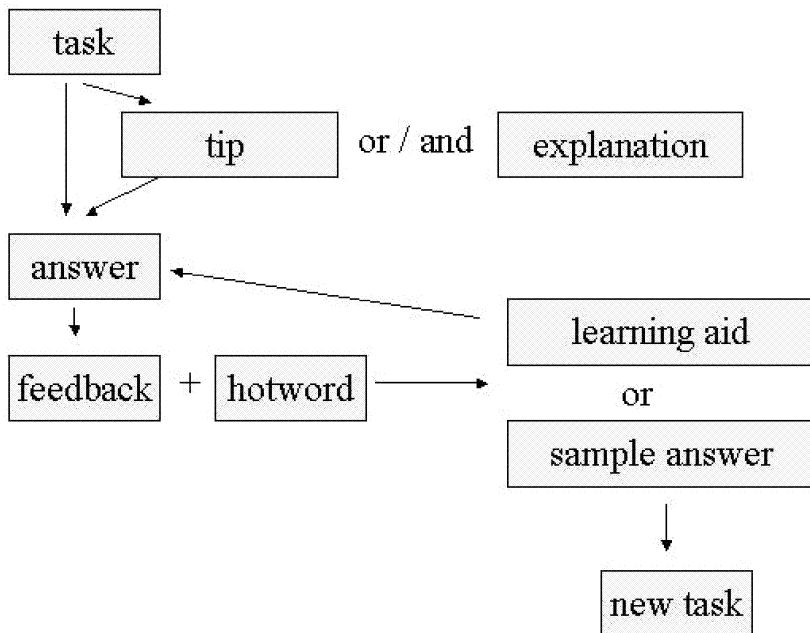 task
tip or / and explanation
answer
learning aid
feedback + hotword
or
sample answer
new task